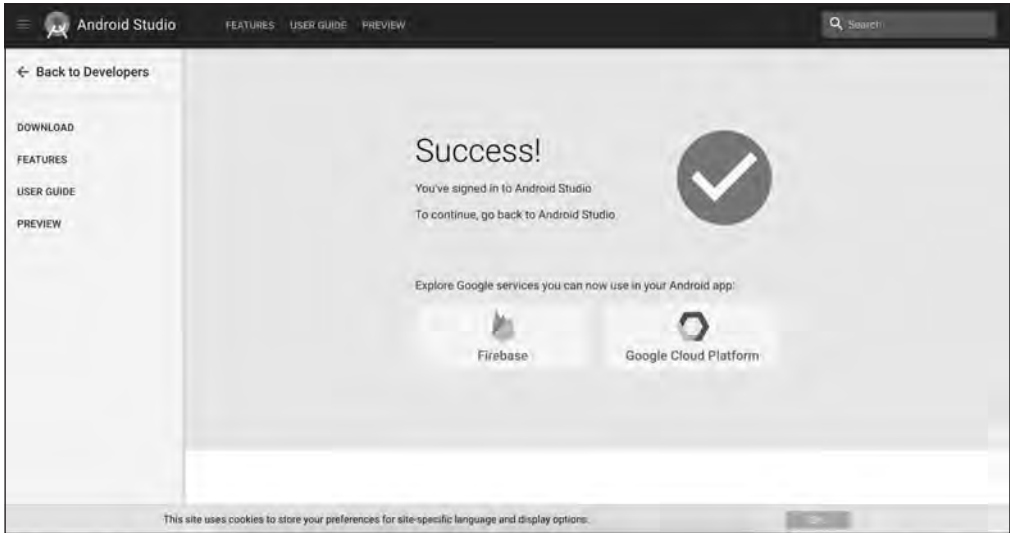 Android Studio
FEATURES USER GUIDE PREVIEW
Search
← Back to Developers
DOWNLOAD
FEATURES
USER GUIDE
PREVIEW
Success!
You've signed in to Android Studio
To continue, go back to Android Studio.
Explore Google services you can now use in your Android app:
Firebase
Google Cloud Platform
This site uses cookies to store your preferences for site-specific language and display options.